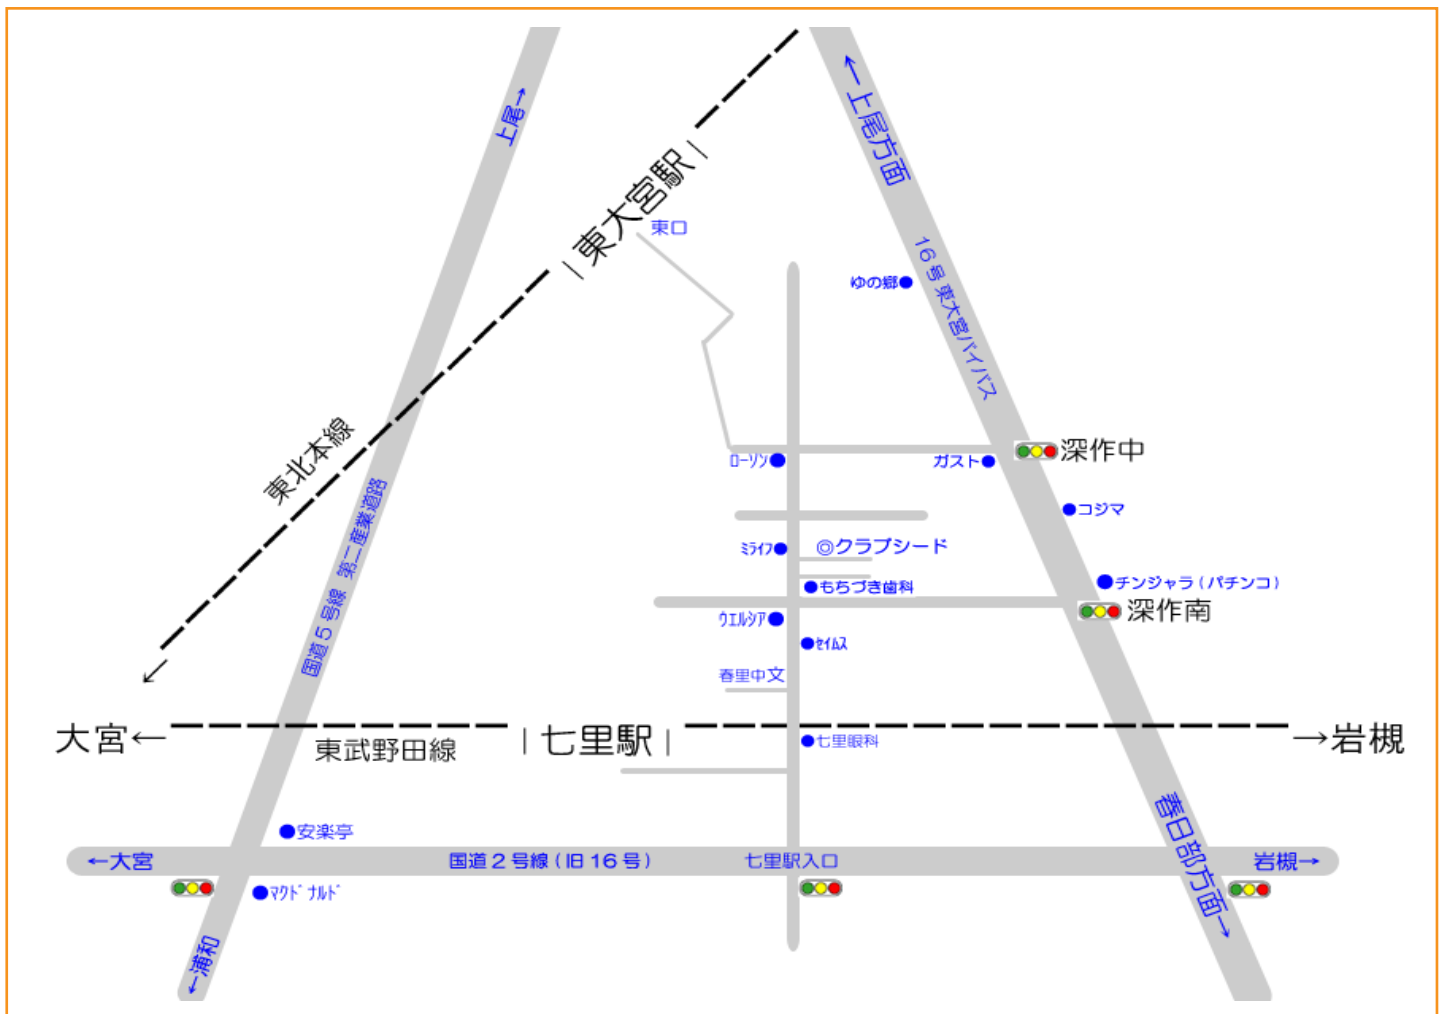 上尾→
←上尾方面
|東大宮駅|
東口
16号 東大宮バイパス
ゆの郷
東北本線
国道5号線 第二産業道路
ローソン
ガスト
深作中
コジマ
ミライフ
◎クラブシード
もちづき歯科
チンジャラ(パチンコ)
深作南
ウエルシア
セイムス
春里中文
大宮←
東武野田線
|七里駅|
七里眼科
→岩槻
安楽亭
←大宮
国道2号線(旧16号)
七里駅入口
春日部方面→
岩槻→
マクドナルド
←浦和